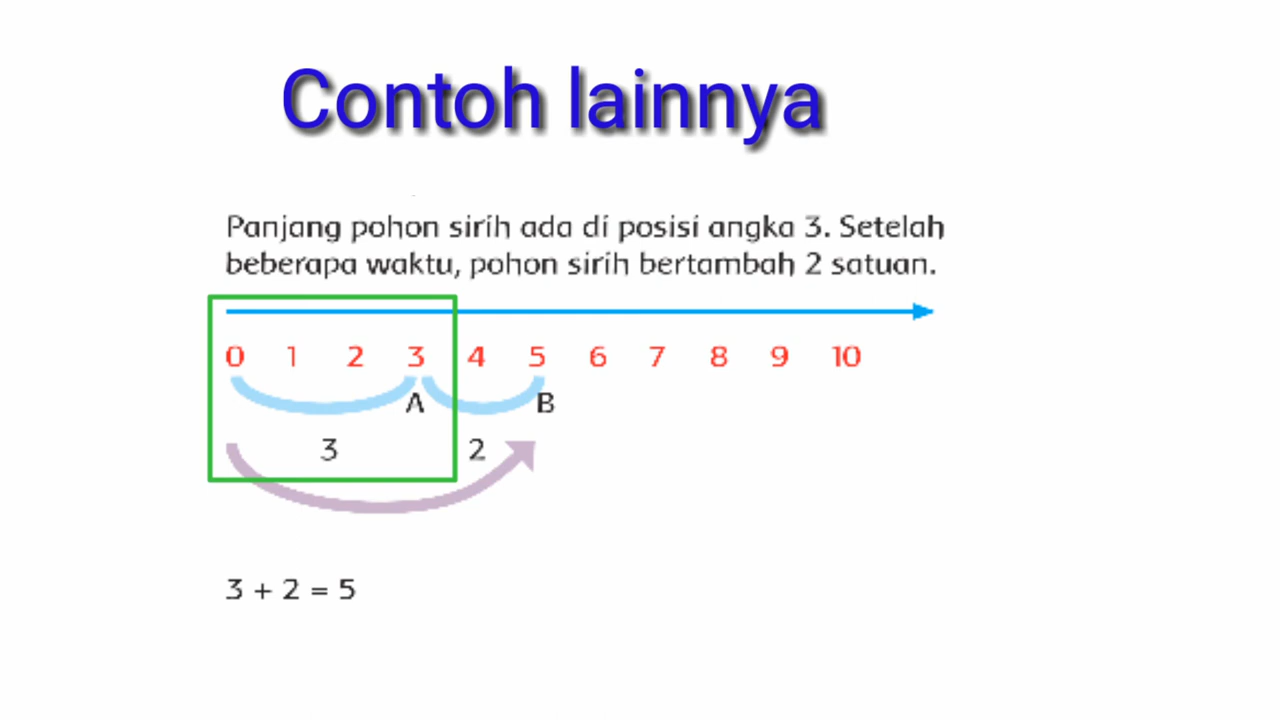 Contoh lainnya
Panjang pohon sirih ada di posisi angka 3. Setelah
beberapa waktu, pohon sirih bertambah 2 satuan.
0 1 2 3 4 5 6 7 8 9 10
A B
3 2
3 + 2 = 5